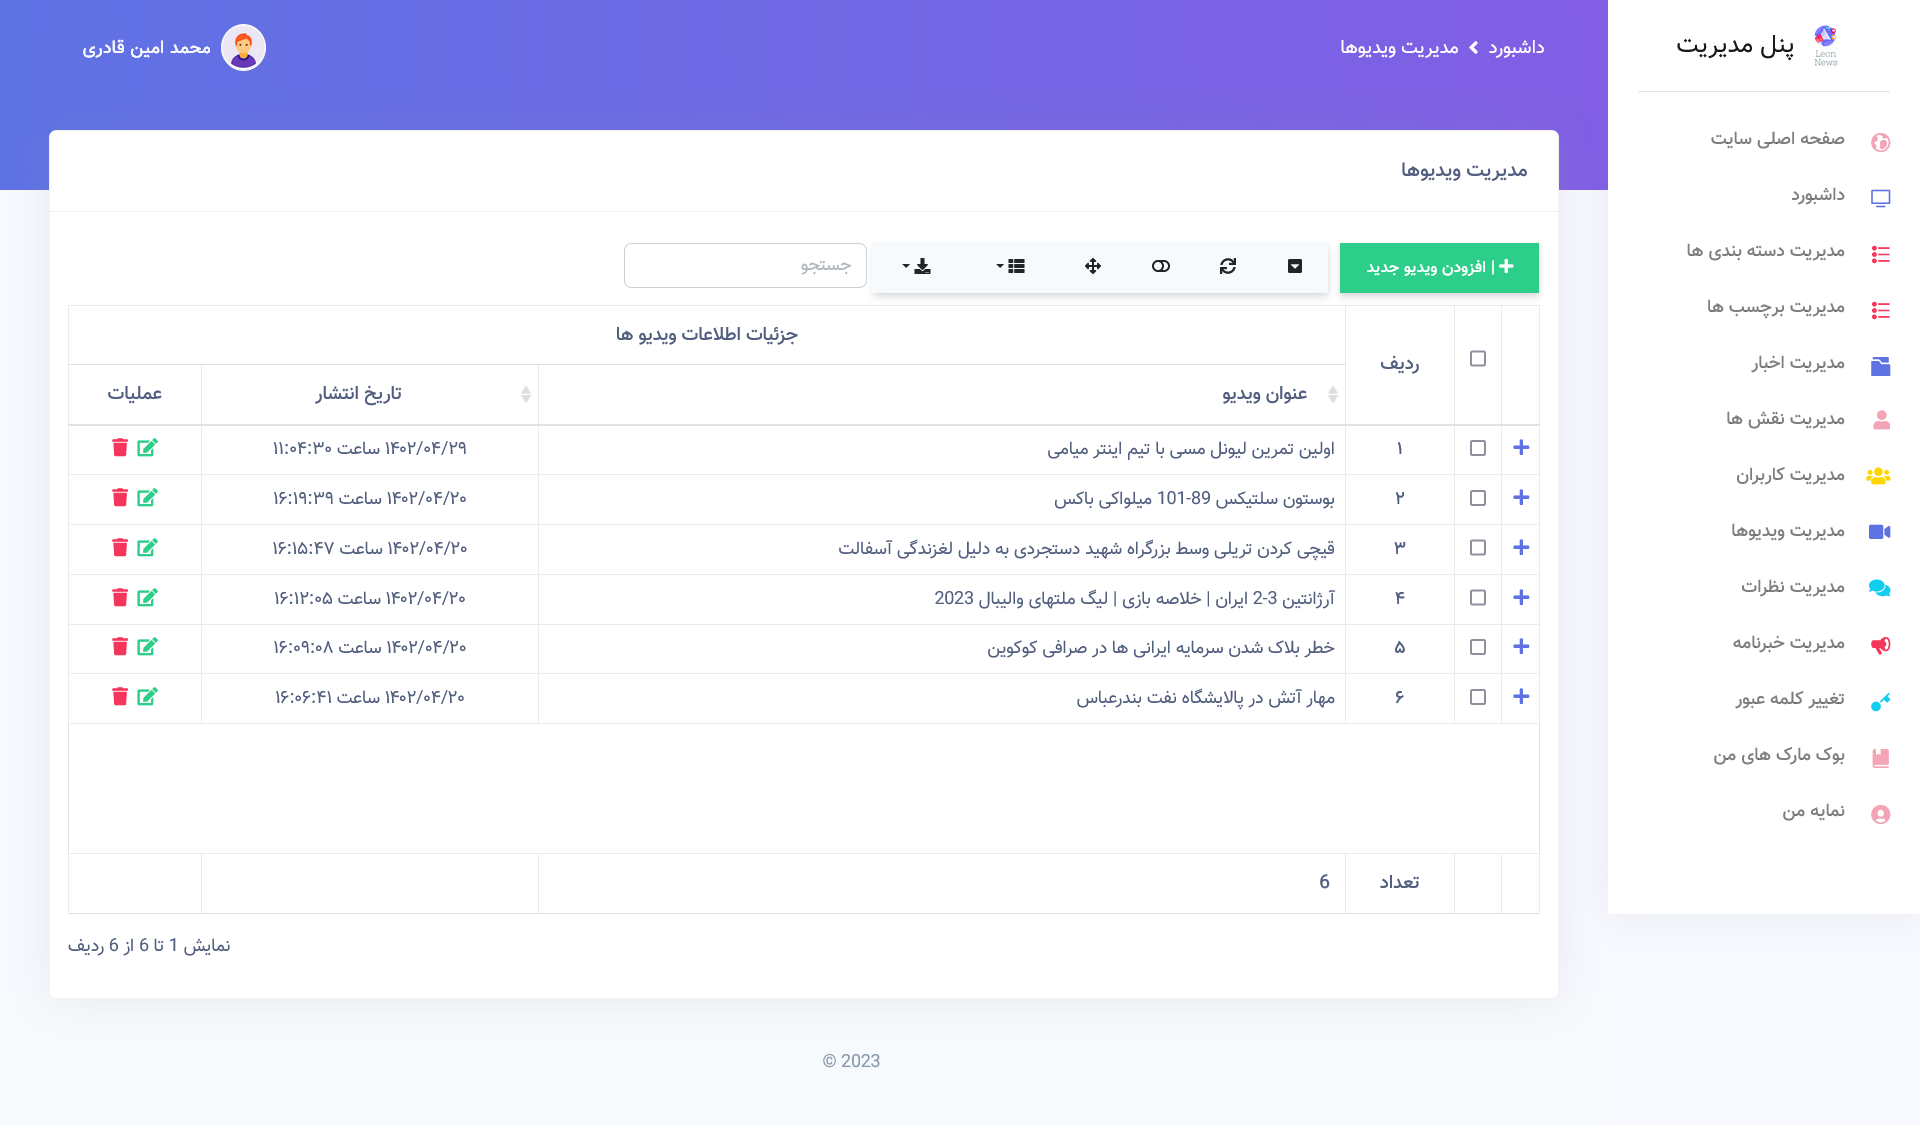 پنل مدیریت
Leon
News
صفحه اصلی سایت
داشبورد
مدیریت دسته بندی ها
مدیریت برچسب ها
مدیریت اخبار
مدیریت نقش ها
مدیریت کاربران
مدیریت ویدیوها
مدیریت نظرات
مدیریت خبرنامه
تغییر کلمه عبور
بوک مارک های من
نمایه من
داشبورد مدیریت ویدیوها
محمد امین قادری
مدیریت ویدیوها
| افزودن ویدیو جدید
جستجو
ردیف جزئیات اطلاعات ویدیو ها
عنوان ویدیو تاریخ انتشار عملیات
۱ اولین تمرین لیونل مسی با تیم اینتر میامی ۱۴۰۲/۰۴/۲۹ ساعت ۱۱:۰۴:۳۰
۲ بوستون سلتیکس 89-101 میلواکی باکس ۱۴۰۲/۰۴/۲۰ ساعت ۱۶:۱۹:۳۹
۳ قیچی کردن تریلی وسط بزرگراه شهید دستجردی به دلیل لغزندگی آسفالت ۱۴۰۲/۰۴/۲۰ ساعت ۱۶:۱۵:۴۷
۴ آرژانتین 3-2 ایران | خلاصه بازی | لیگ ملتهای والیبال 2023 ۱۴۰۲/۰۴/۲۰ ساعت ۱۶:۱۲:۰۵
۵ خطر بلاک شدن سرمایه ایرانی ها در صرافی کوکوین ۱۴۰۲/۰۴/۲۰ ساعت ۱۶:۰۹:۰۸
۶ مهار آتش در پالایشگاه نفت بندرعباس ۱۴۰۲/۰۴/۲۰ ساعت ۱۶:۰۶:۴۱
تعداد 6
نمایش 1 تا 6 از 6 ردیف
© 2023